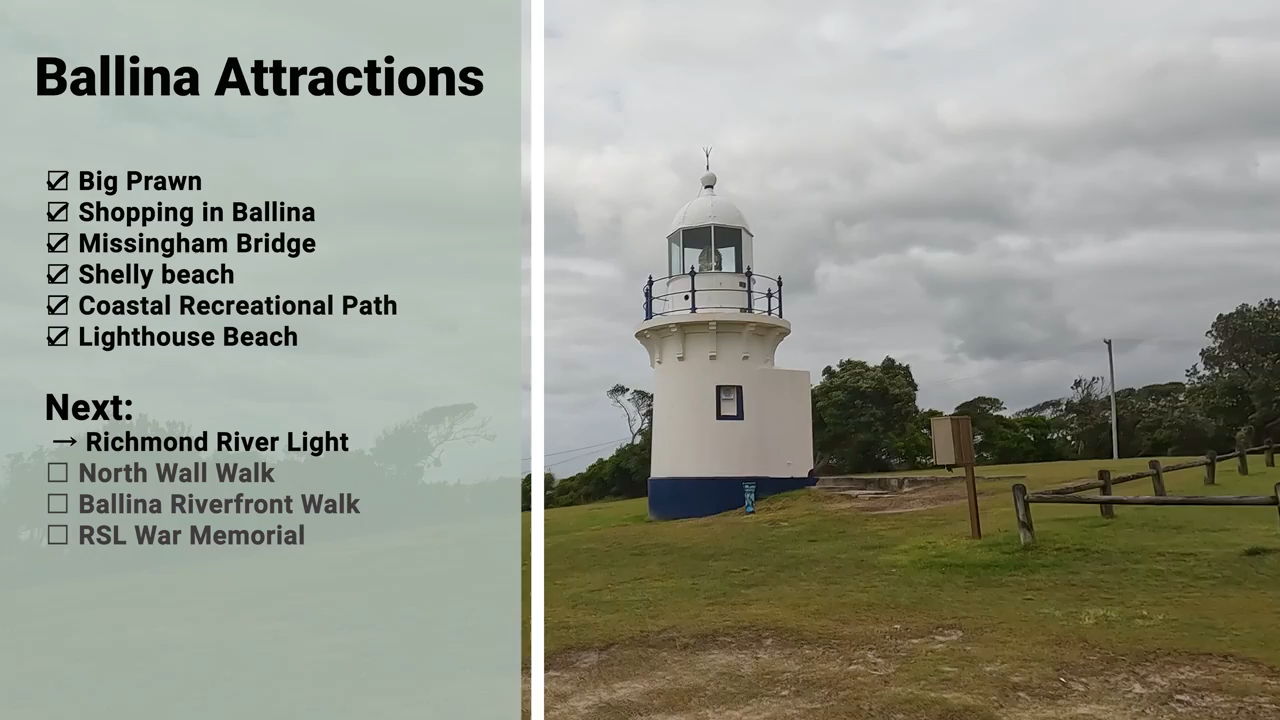 Ballina Attractions
☑ Big Prawn
☑ Shopping in Ballina
☑ Missingham Bridge
☑ Shelly beach
☑ Coastal Recreational Path
☑ Lighthouse Beach
Next:
→ Richmond River Light
☐ North Wall Walk
☐ Ballina Riverfront Walk
☐ RSL War Memorial